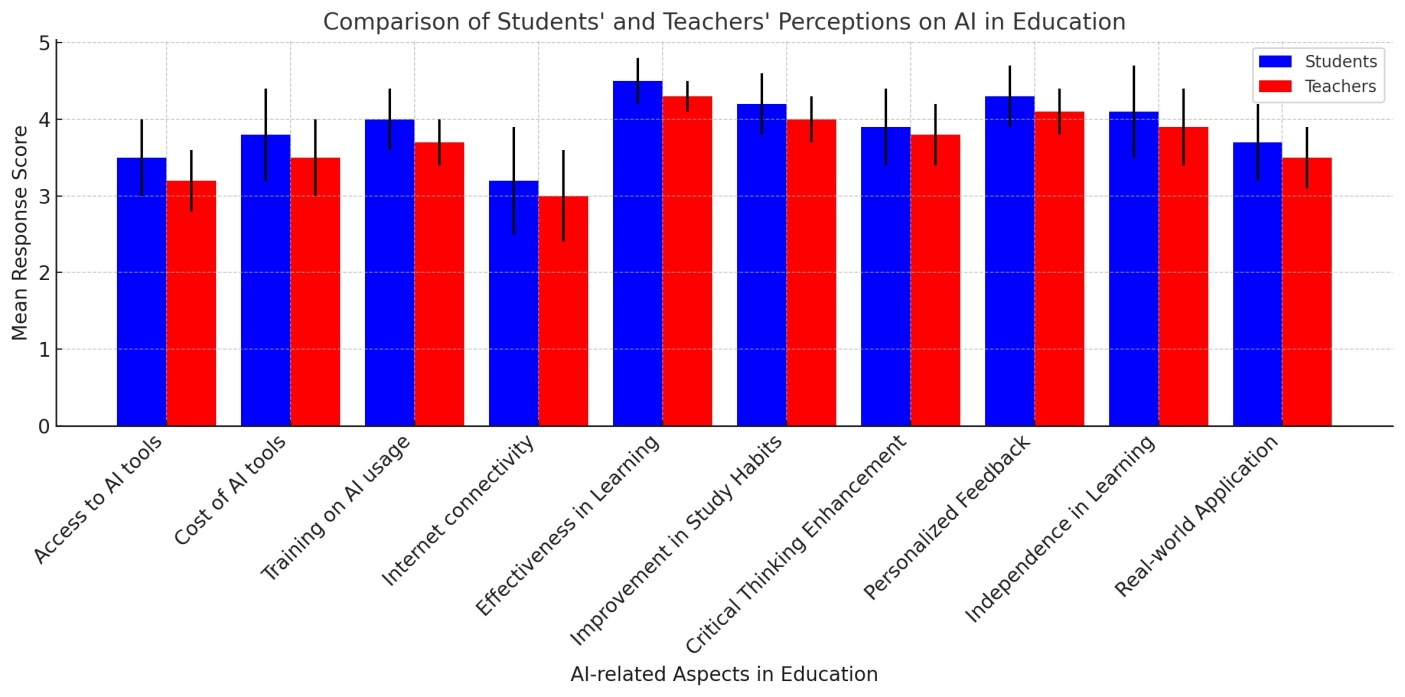 Comparison of Students' and Teachers' Perceptions on AI in Education
Students
Teachers
Mean Response Score
5
4
3
2
1
0
Access to AI tools
Cost of AI tools
Training on AI usage
Internet connectivity
Effectiveness in Learning
Improvement in Study Habits
Critical Thinking Enhancement
Personalized Feedback
Independence in Learning
Real-world Application
AI-related Aspects in Education